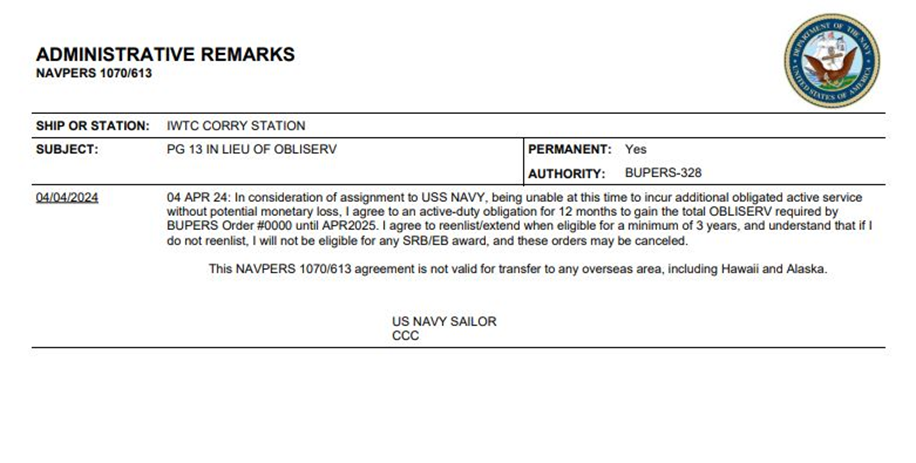 ADMINISTRATIVE REMARKS
NAVPERS 1070/613
DEPARTMENT OF THE NAVY
UNITED STATES OF AMERICA
SHIP OR STATION: IWTC CORRY STATION
SUBJECT: PG 13 IN LIEU OF OBLISERV
PERMANENT: Yes
AUTHORITY: BUPERS-328
04/04/2024 04 APR 24: In consideration of assignment to USS NAVY, being unable at this time to incur additional obligated active service
without potential monetary loss, I agree to an active-duty obligation for 12 months to gain the total OBLISERV required by
BUPERS Order #0000 until APR2025. I agree to reenlist/extend when eligible for a minimum of 3 years, and understand that if I
do not reenlist, I will not be eligible for any SRB/EB award, and these orders may be canceled.
This NAVPERS 1070/613 agreement is not valid for transfer to any overseas area, including Hawaii and Alaska.
US NAVY SAILOR
CCC